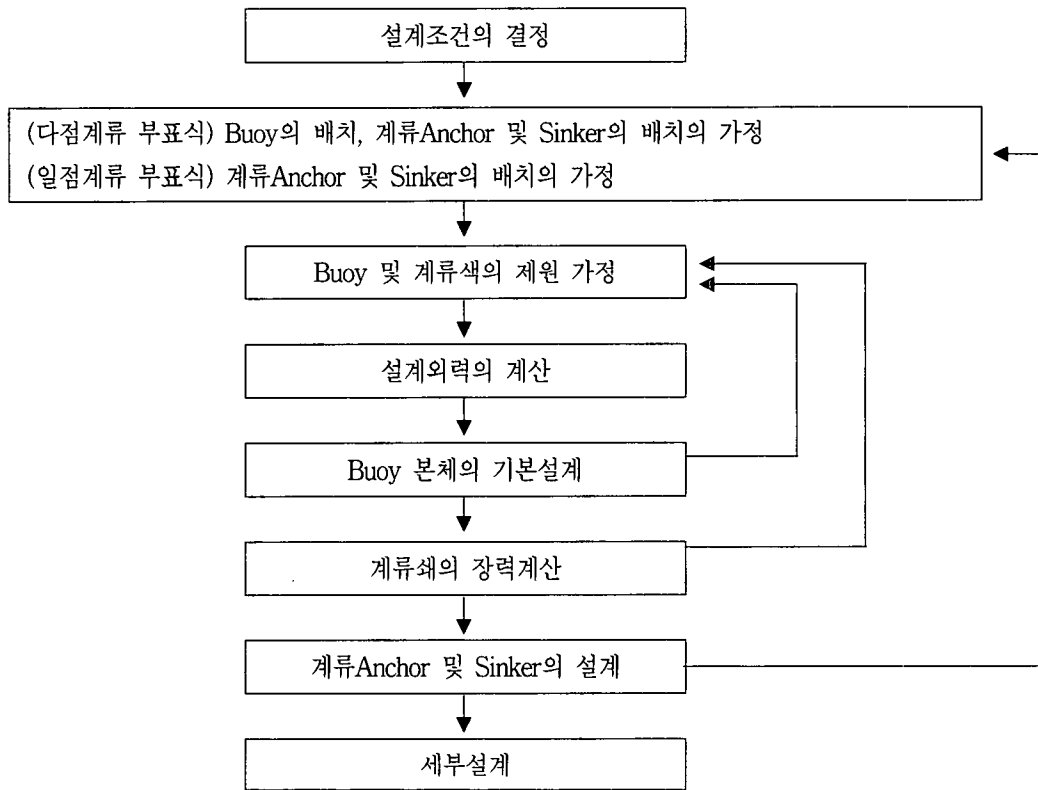 설계조건의 결정
(다점계류 부표식) Buoy의 배치, 계류Anchor 및 Sinker의 배치의 가정
(일점계류 부표식) 계류Anchor 및 Sinker의 배치의 가정
Buoy 및 계류색의 제원 가정
설계외력의 계산
Buoy 본체의 기본설계
계류쇄의 장력계산
계류Anchor 및 Sinker의 설계
세부설계